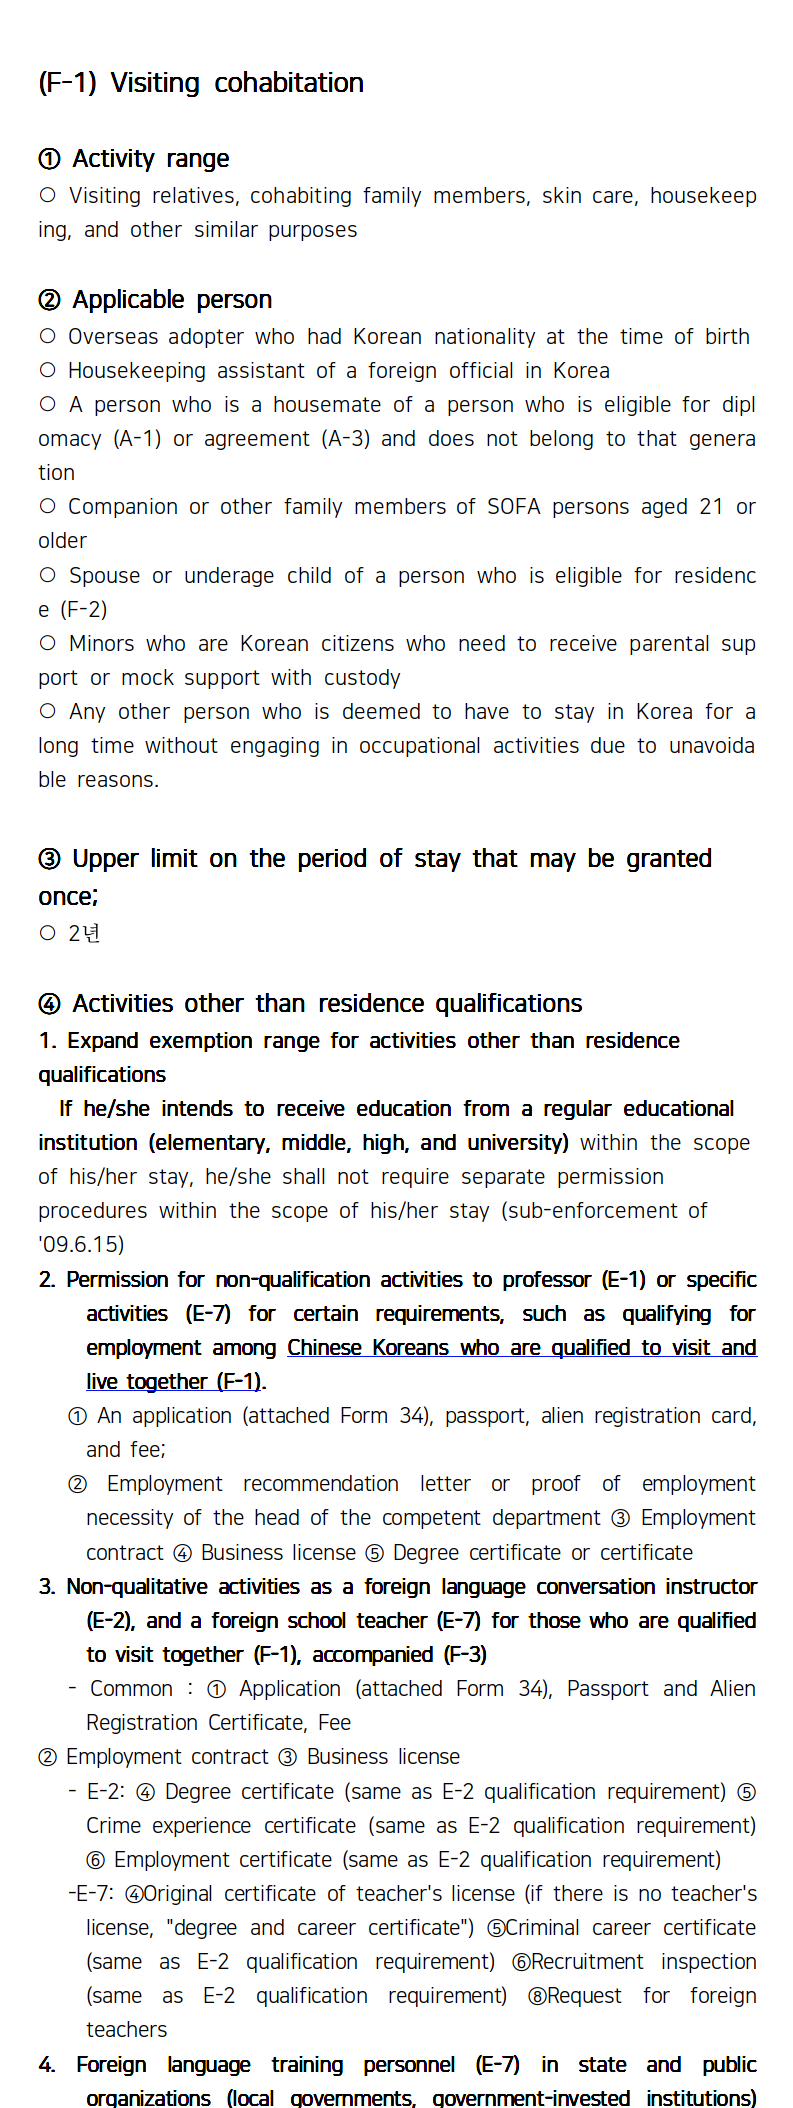 (F-1) Visiting cohabitation
① Activity range
○ Visiting relatives, cohabiting family members, skin care, housekeep
ing, and other similar purposes
② Applicable person
○ Overseas adopter who had Korean nationality at the time of birth
○ Housekeeping assistant of a foreign official in Korea
○ A person who is a housemate of a person who is eligible for dipl
omacy (A-1) or agreement (A-3) and does not belong to that genera
tion
○ Companion or other family members of SOFA persons aged 21 or
older
○ Spouse or underage child of a person who is eligible for residenc
e (F-2)
○ Minors who are Korean citizens who need to receive parental sup
port or mock support with custody
○ Any other person who is deemed to have to stay in Korea for a
long time without engaging in occupational activities due to unavoida
ble reasons.
③ Upper limit on the period of stay that may be granted
once;
○ 2년
④ Activities other than residence qualifications
1. Expand exemption range for activities other than residence
qualifications
If he/she intends to receive education from a regular educational
institution (elementary, middle, high, and university) within the scope
of his/her stay, he/she shall not require separate permission
procedures within the scope of his/her stay (sub-enforcement of
'09.6.15)
2. Permission for non-qualification activities to professor (E-1) or specific
activities (E-7) for certain requirements, such as qualifying for
employment among Chinese Koreans who are qualified to visit and
live together (F-1).
① An application (attached Form 34), passport, alien registration card,
and fee;
② Employment recommendation letter or proof of employment
necessity of the head of the competent department ③ Employment
contract ④ Business license ⑤ Degree certificate or certificate
3. Non-qualitative activities as a foreign language conversation instructor
(E-2), and a foreign school teacher (E-7) for those who are qualified
to visit together (F-1), accompanied (F-3)
- Common : ① Application (attached Form 34), Passport and Alien
Registration Certificate, Fee
② Employment contract ③ Business license
- E-2: ④ Degree certificate (same as E-2 qualification requirement) ⑤
Crime experience certificate (same as E-2 qualification requirement)
⑥ Employment certificate (same as E-2 qualification requirement)
-E-7: ④Original certificate of teacher's license (if there is no teacher's
license, "degree and career certificate") ⑤Criminal career certificate
(same as E-2 qualification requirement) ⑥Recruitment inspection
(same as E-2 qualification requirement) ⑧Request for foreign
teachers
4. Foreign language training personnel (E-7) in state and public
organizations (local governments, government-invested institutions)